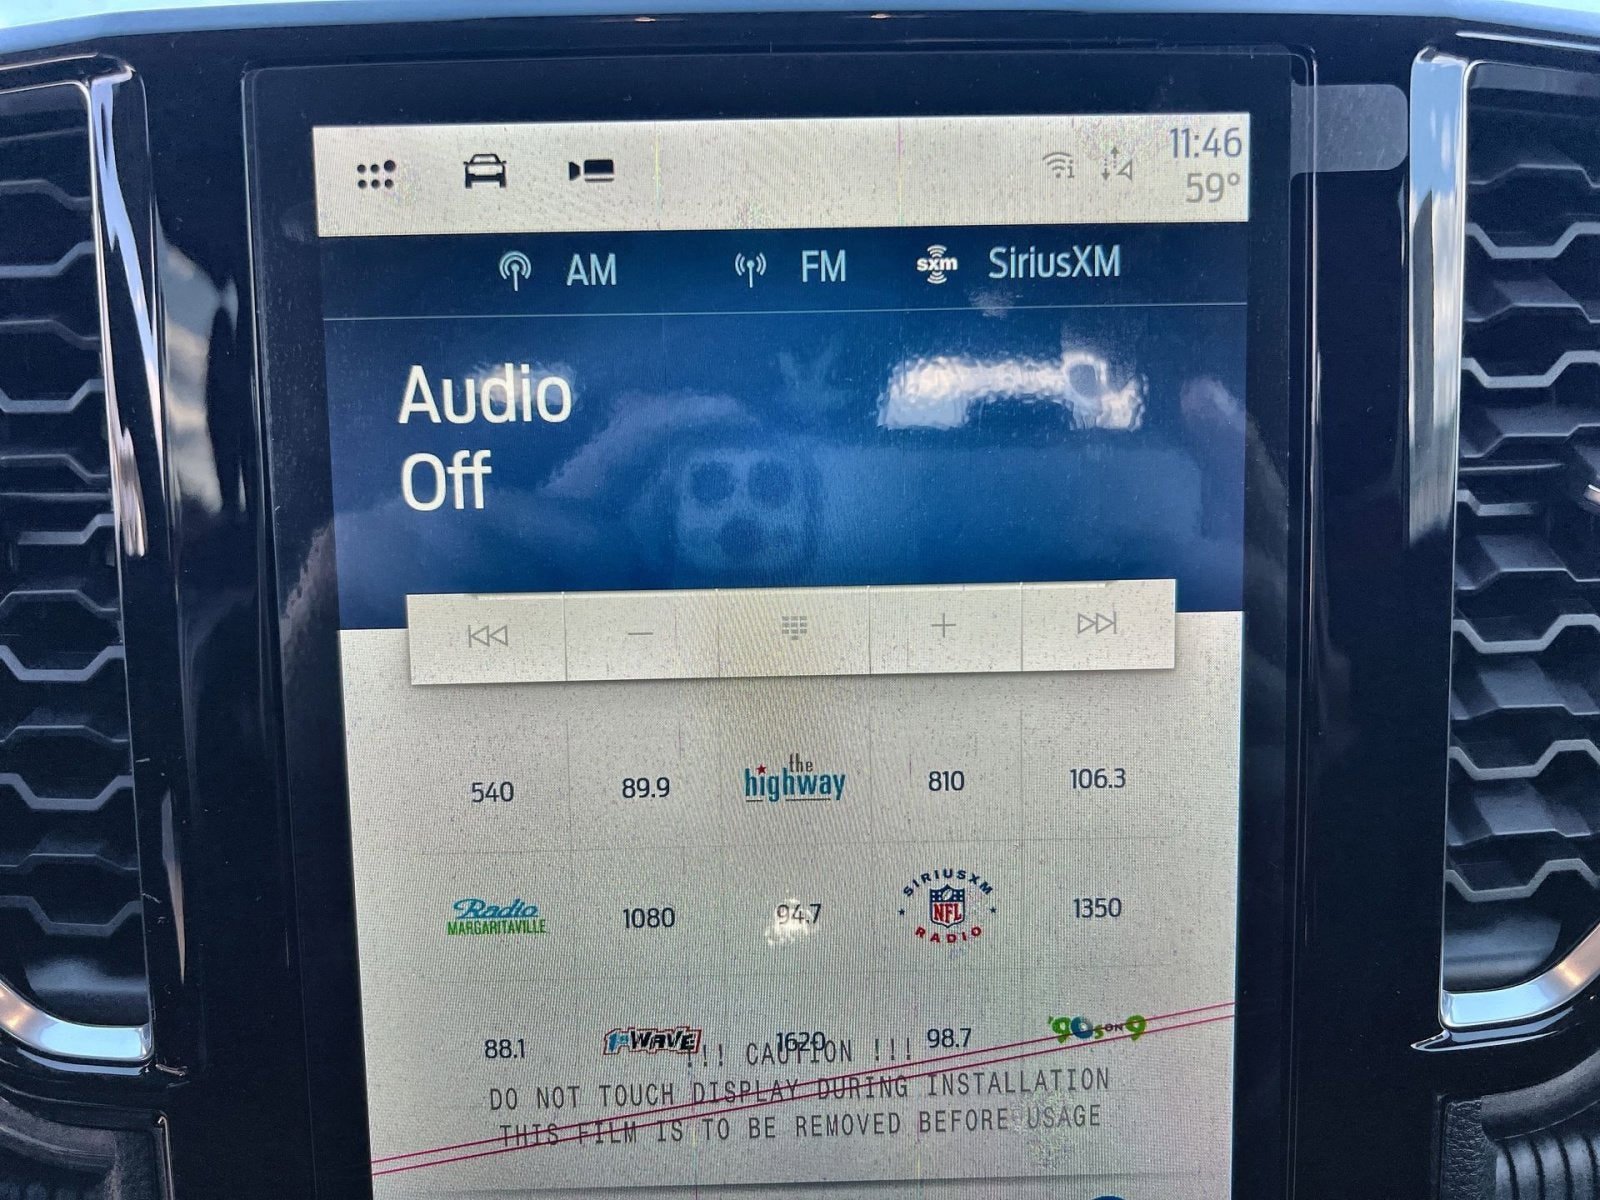 11:46
59°
AM FM sxm SiriusXM
Audio
Off
540 89.9 the highway 810 106.3
Radio MARGARITAVILLE 1080 94.7 SIRIUSXM NFL RADIO 1350
88.1 1st WAVE 1620 98.7 '90s ON 9
!!! CAUTION !!!
DO NOT TOUCH DISPLAY DURING INSTALLATION
THIS FILM IS TO BE REMOVED BEFORE USAGE